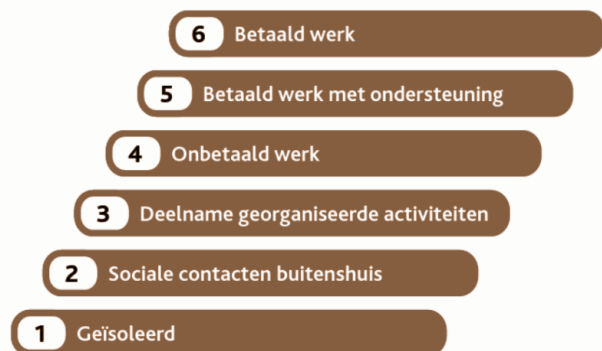 6 Betaald werk
5 Betaald werk met ondersteuning
4 Onbetaald werk
3 Deelname georganiseerde activiteiten
2 Sociale contacten buitenshuis
1 Geïsoleerd